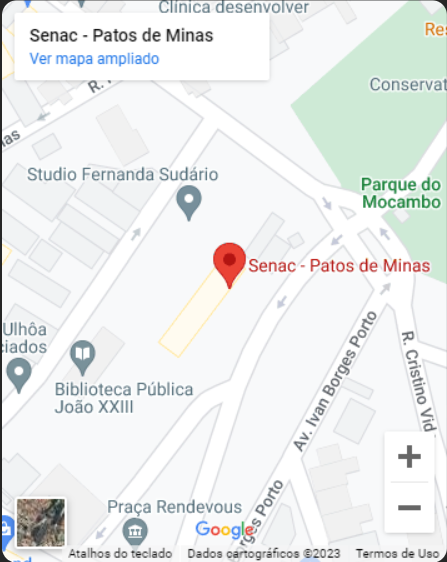 Clínica desenvolver
Senac - Patos de Minas
Ver mapa ampliado
Res
Conservat
Studio Fernanda Sudário
Parque do
Mocambo
Senac - Patos de Minas
Ulhôa
ciados
Biblioteca Pública
João XXIII
Av. Ivan Borges Porto
R. Cristino Vid
Praça Rendevous
Borges Porto
Google
Atalhos do teclado
Dados cartográficos ©2023
Termos de Uso